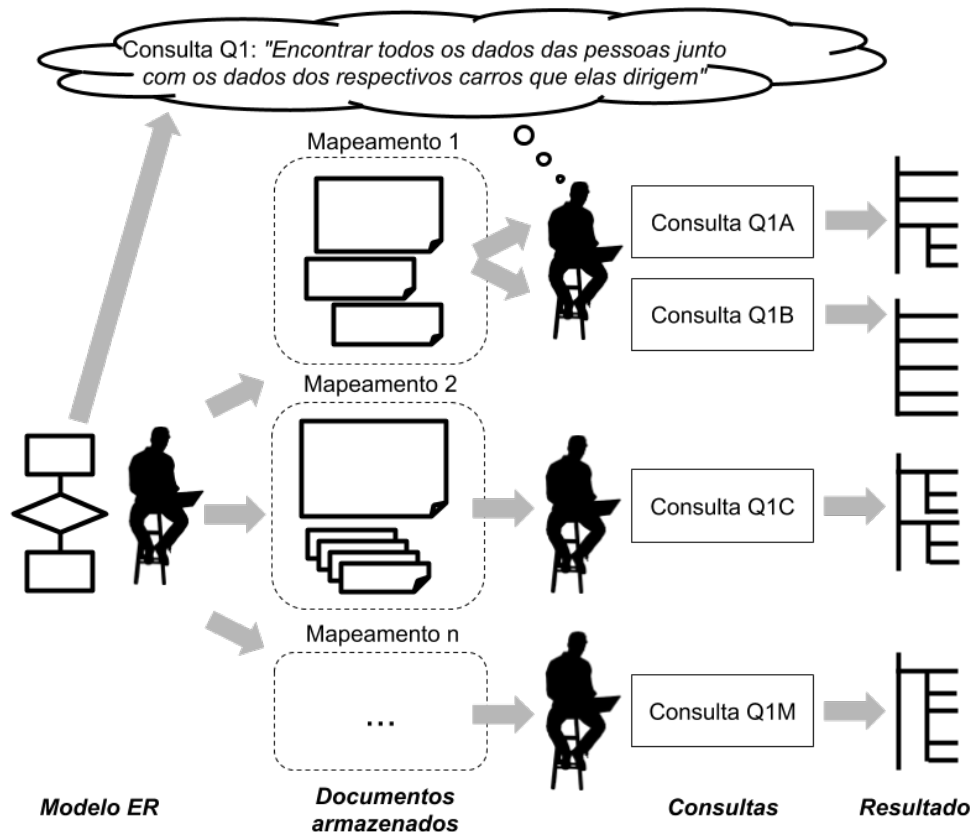 Consulta Q1: "Encontrar todos os dados das pessoas junto
com os dados dos respectivos carros que elas dirigem"
Mapeamento 1
Consulta Q1A
Consulta Q1B
Mapeamento 2
Consulta Q1C
Mapeamento n
...
Consulta Q1M
Modelo ER
Documentos
armazenados
Consultas
Resultado